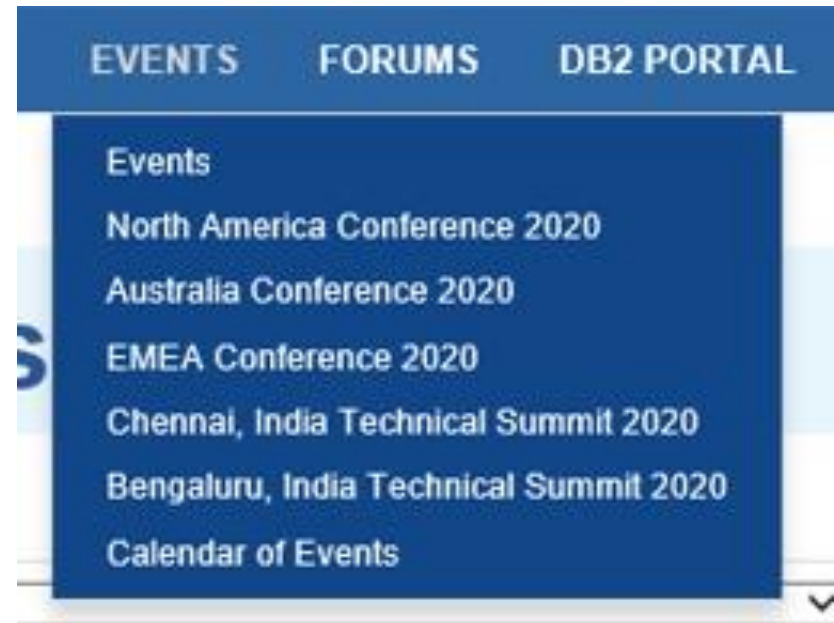 EVENTS FORUMS DB2 PORTAL
Events
North America Conference 2020
Australia Conference 2020
S
EMEA Conference 2020
Chennai, India Technical Summit 2020
Bengaluru, India Technical Summit 2020
Calendar of Events